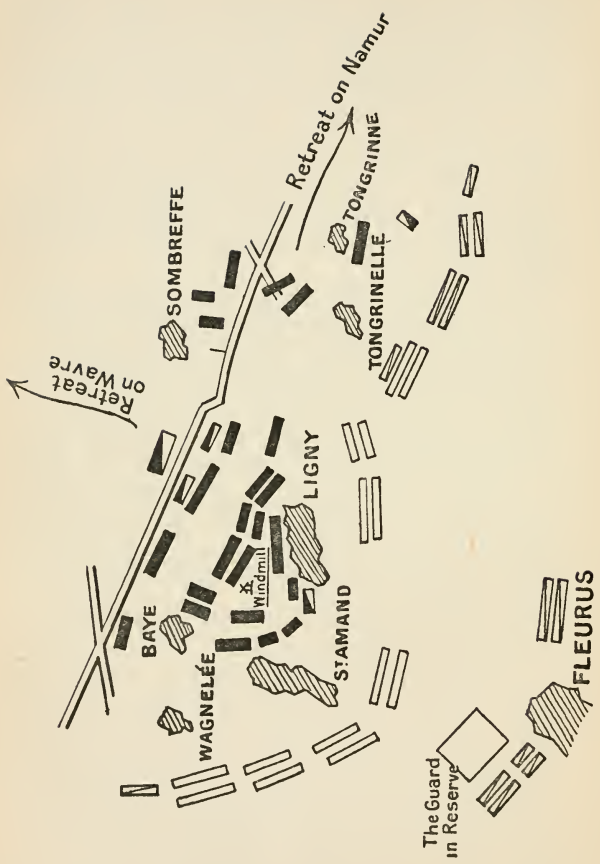 Retreat on Namur
TONGRINNE
SOMBREFFE
TONGRINELLE
Retreat
on Wavre
LIGNY
Windmill
BAYE
ST AMAND
WAGNELÉE
FLEURUS
The Guard
in Reserve